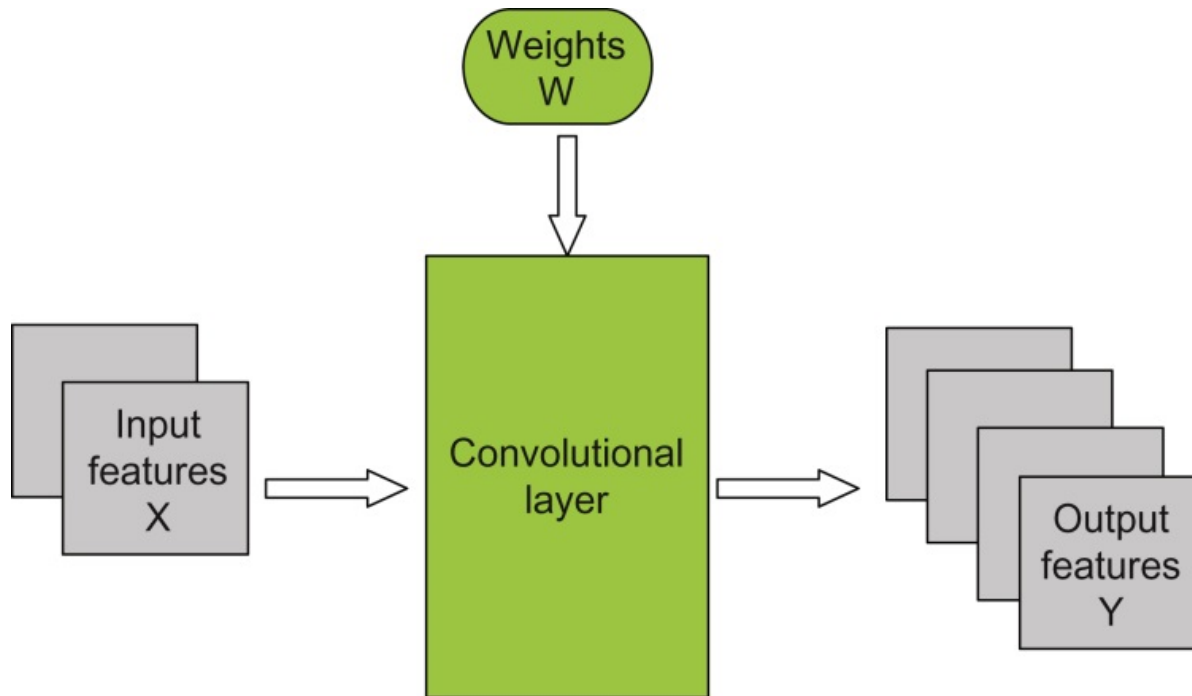 Weights
W
Input
features
X
Convolutional
layer
Output
features
Y